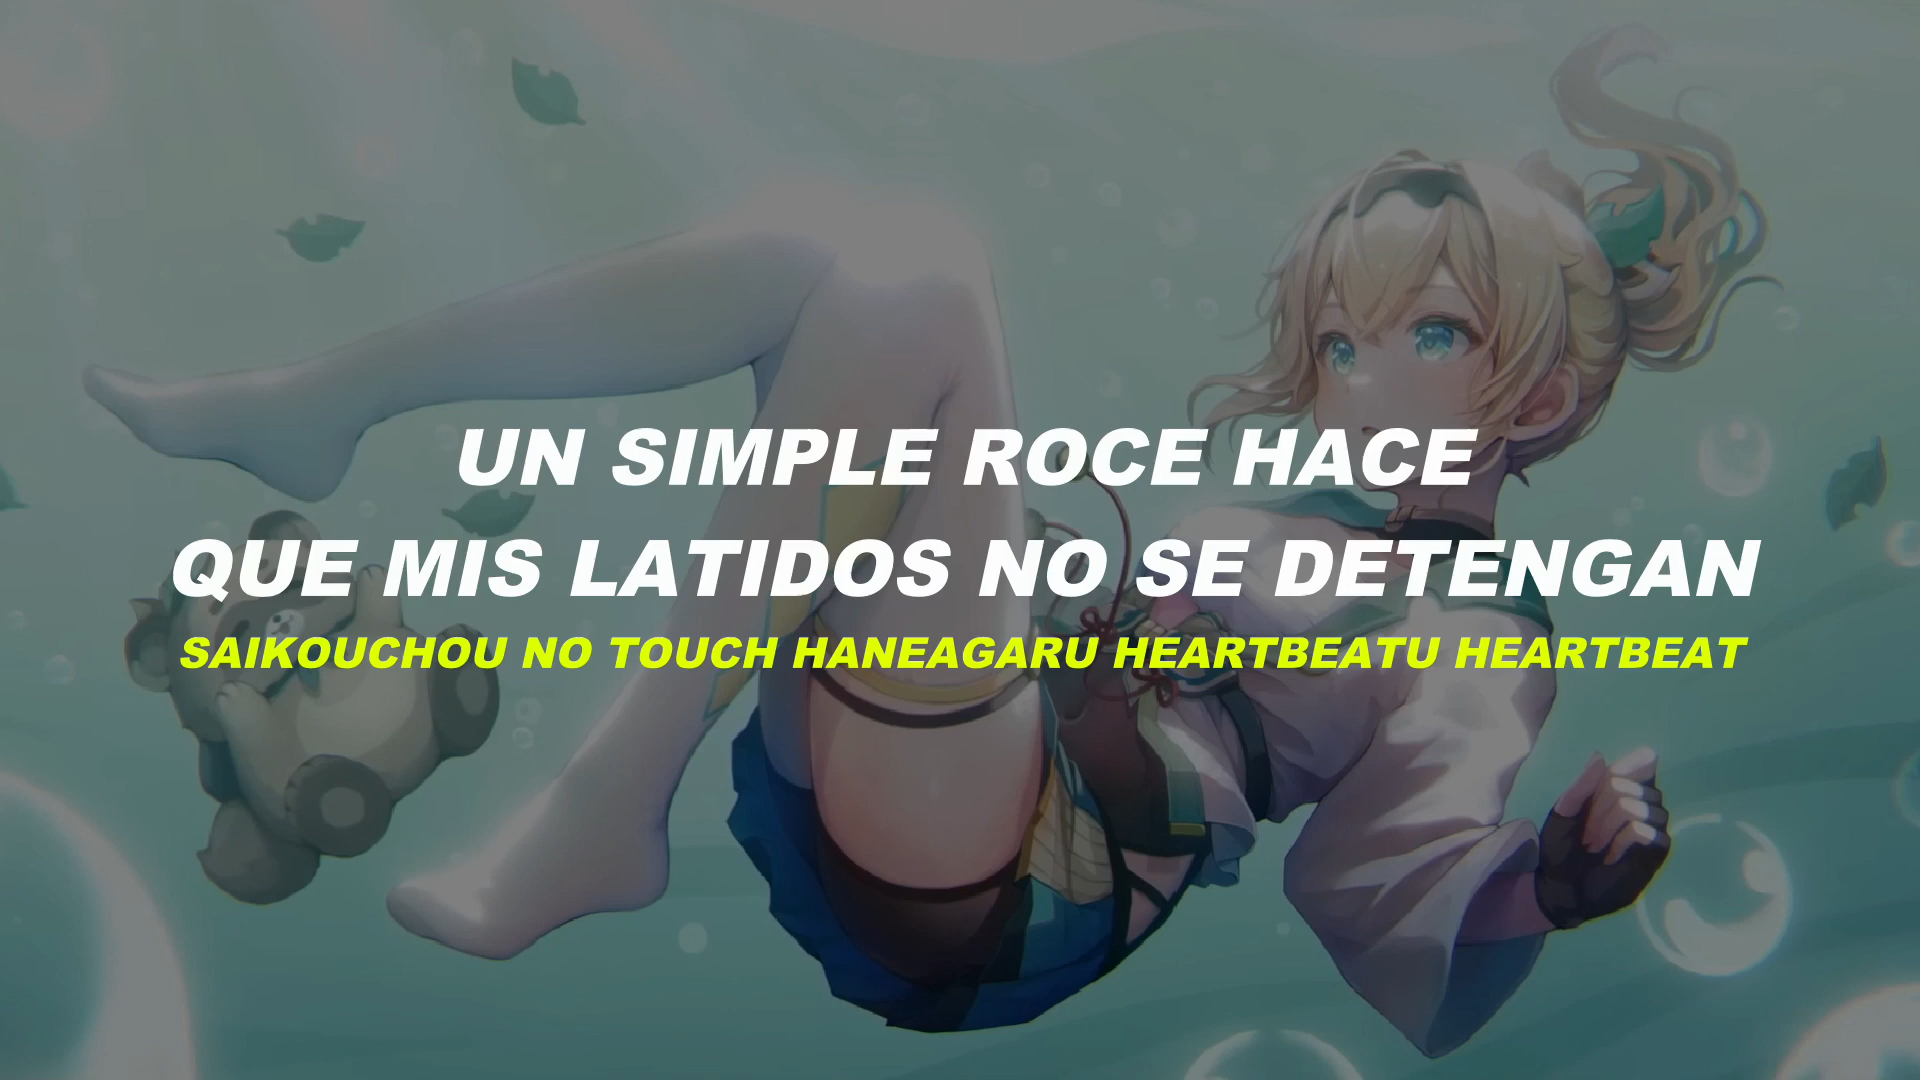 UN SIMPLE ROCE HACE
QUE MIS LATIDOS NO SE DETENGAN
SAIKOUCHOU NO TOUCH HANEAGARU HEARTBEATU HEARTBEAT